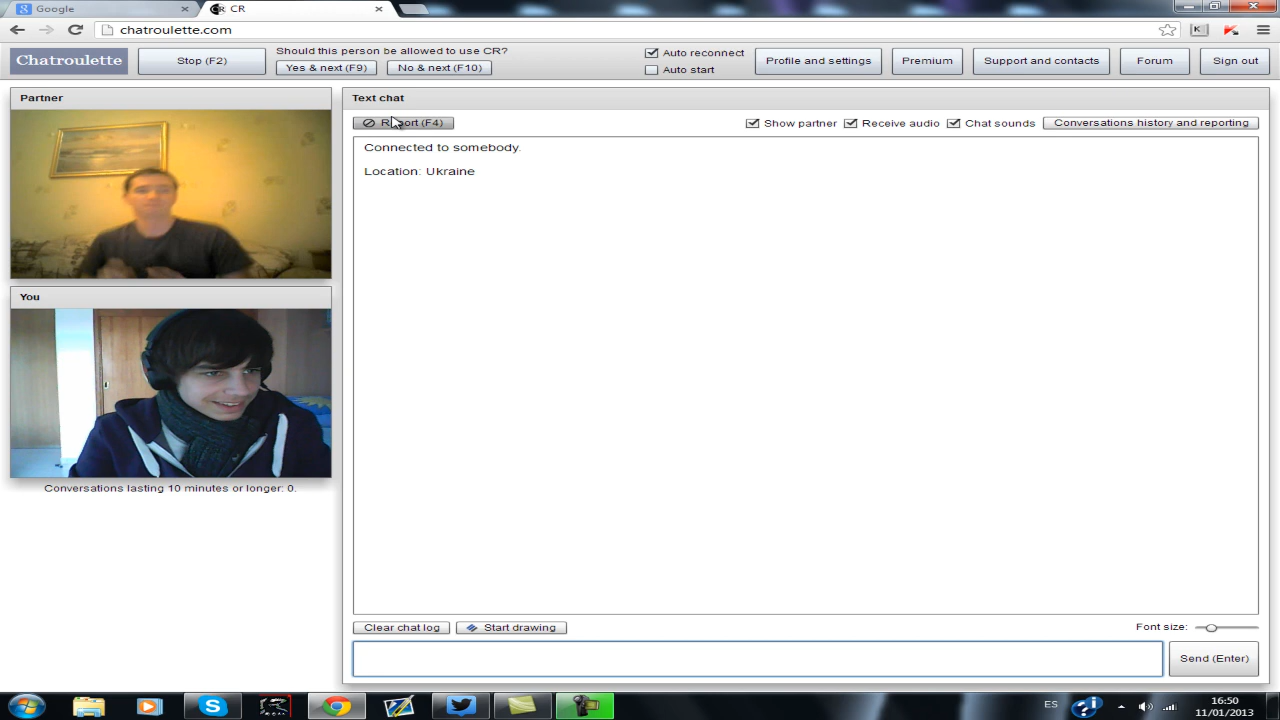 Google
CR CR
chatroulette.com
Chatroulette
Stop (F2)
Should this person be allowed to use CR?
Yes & next (F9)
No & next (F10)
Auto reconnect
Auto start
Profile and settings
Premium
Support and contacts
Forum
Sign out
Partner
Text chat
Show partner
Receive audio
Chat sounds
Conversations history and reporting
Connected to somebody.
Location: Ukraine
You
Conversations lasting 10 minutes or longer: 0.
Clear chat log
Start drawing
Font size:
Send (Enter)
ES
16:50
11/01/2013